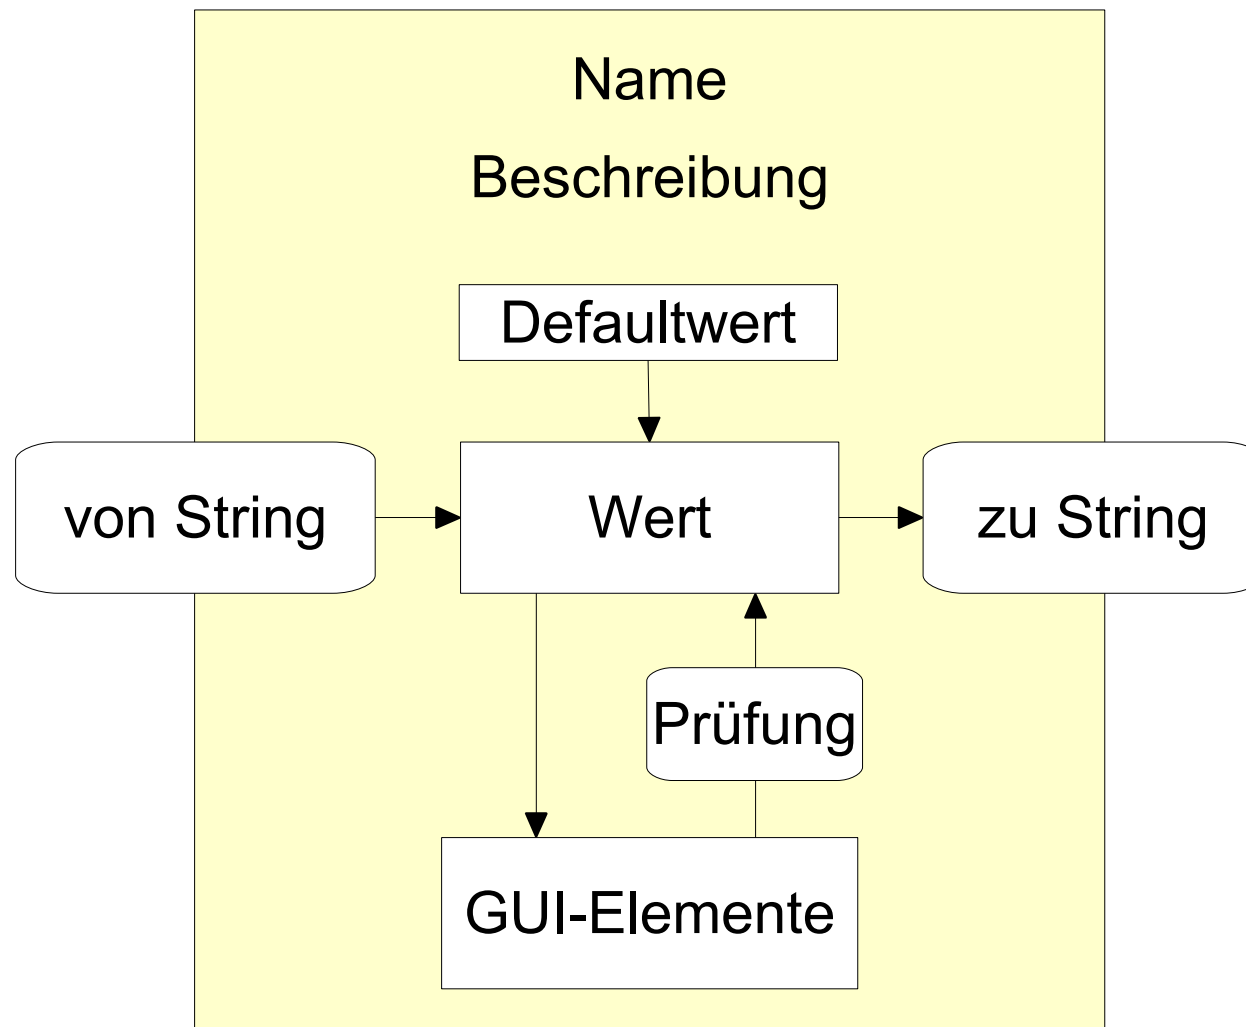 Name
Beschreibung
Defaultwert
von String
Wert
zu String
Prüfung
GUI-Elemente